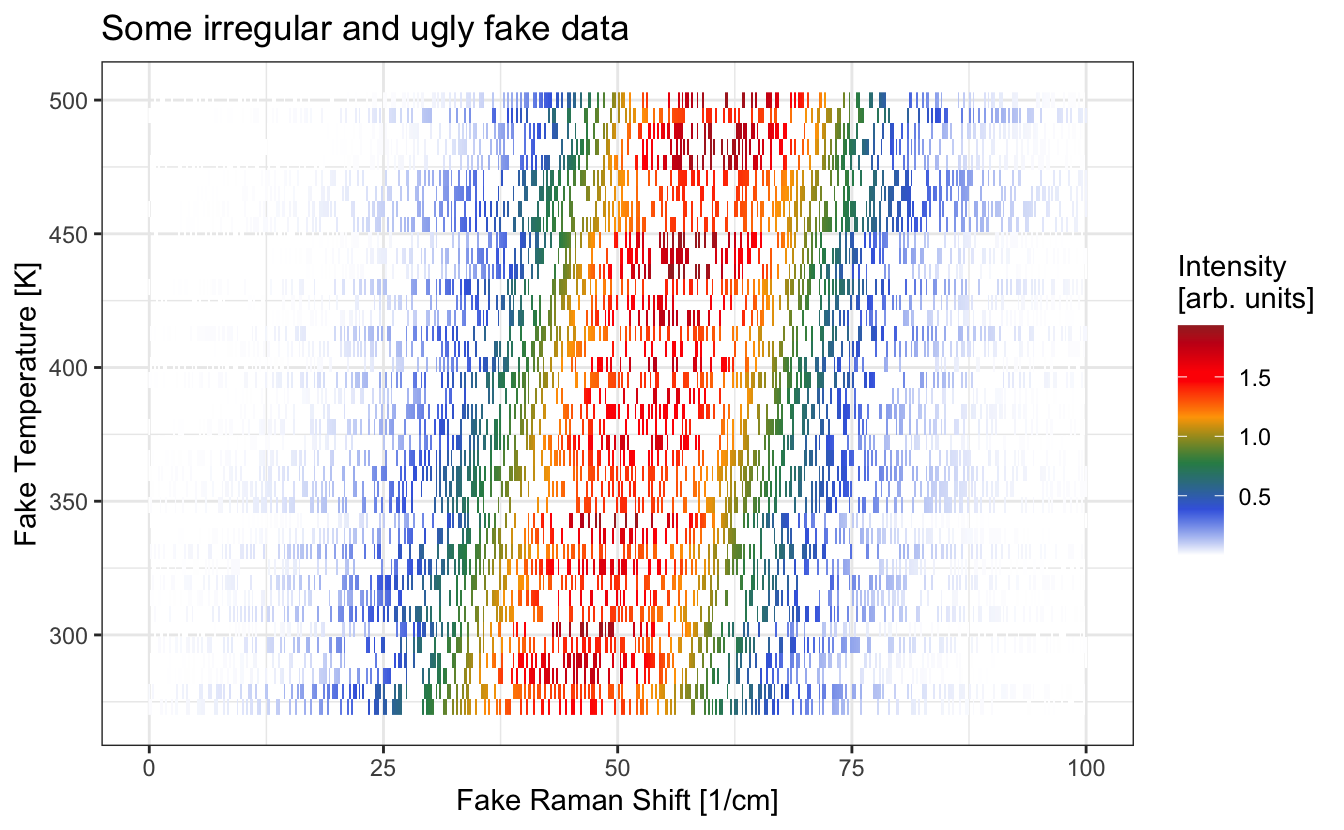 Some irregular and ugly fake data
500
450
400
350
300
Fake Temperature [K]
0 25 50 75 100
Fake Raman Shift [1/cm]
Intensity
[arb. units]
1.5
1.0
0.5